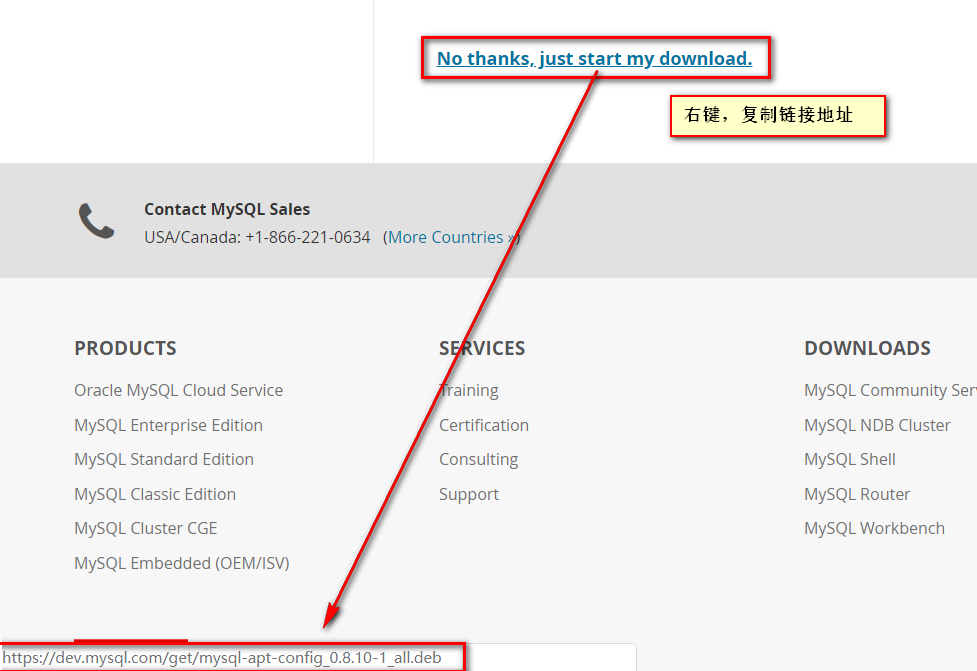 No thanks, just start my download.
右键，复制链接地址
Contact MySQL Sales
USA/Canada: +1-866-221-0634 (More Countries »)
PRODUCTS
Oracle MySQL Cloud Service
MySQL Enterprise Edition
MySQL Standard Edition
MySQL Classic Edition
MySQL Cluster CGE
MySQL Embedded (OEM/ISV)
SERVICES
Training
Certification
Consulting
Support
DOWNLOADS
MySQL Community Ser
MySQL NDB Cluster
MySQL Shell
MySQL Router
MySQL Workbench
https://dev.mysql.com/get/mysql-apt-config_0.8.10-1_all.deb